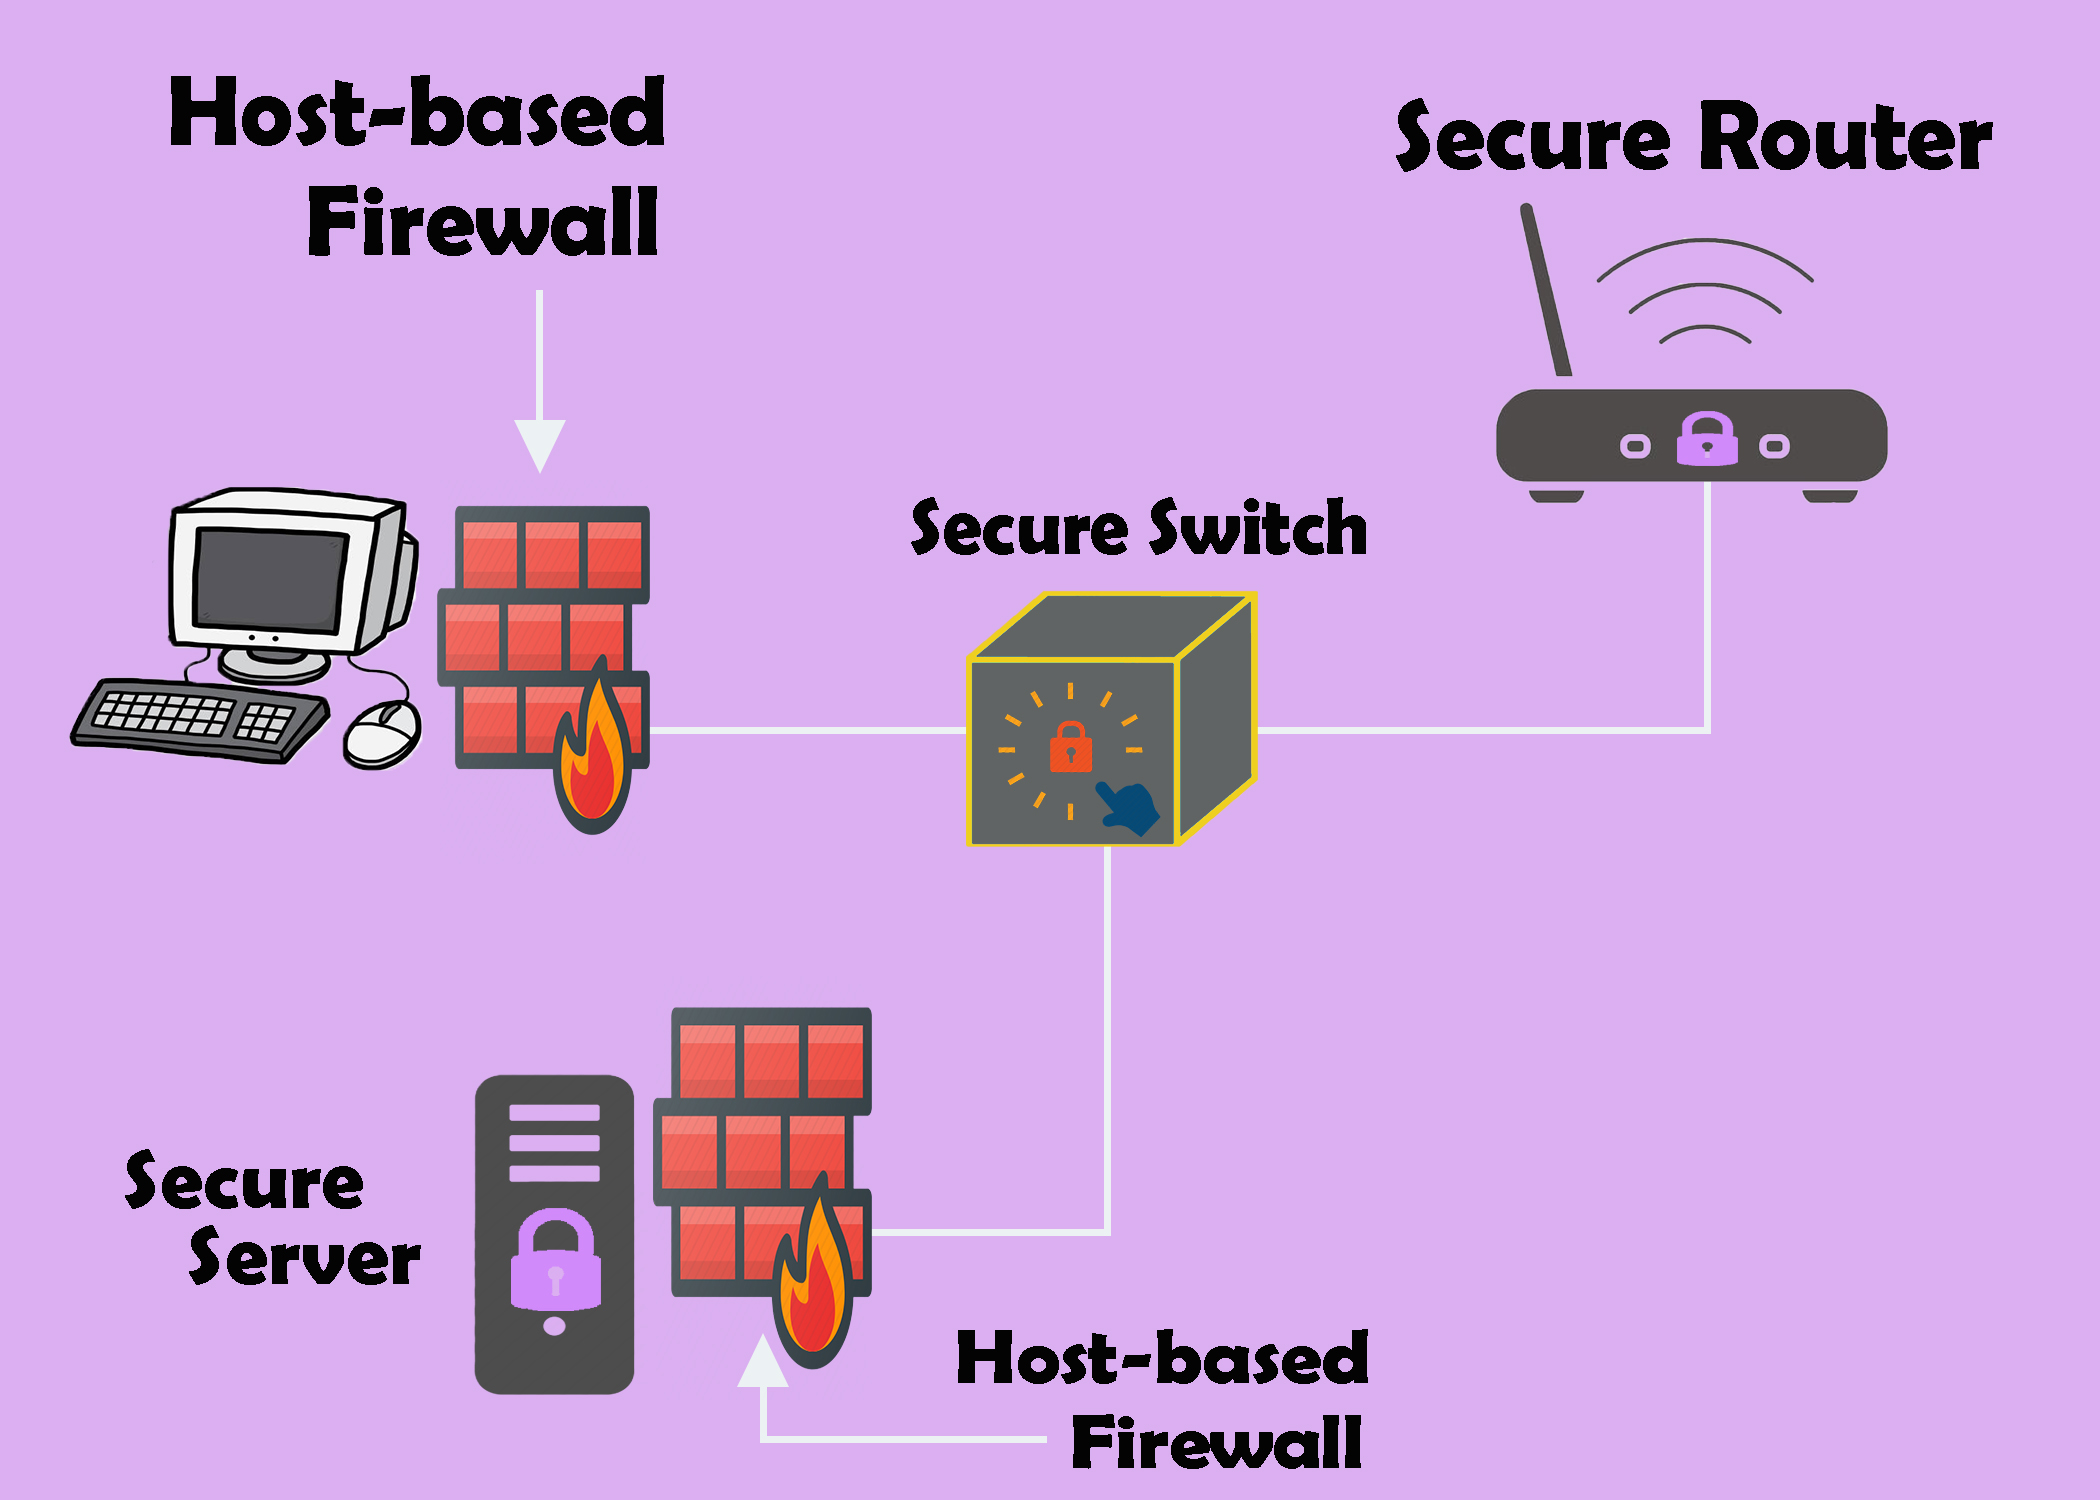 Host-based
Firewall
Secure Router
Secure Switch
Secure
Server
Host-based
Firewall